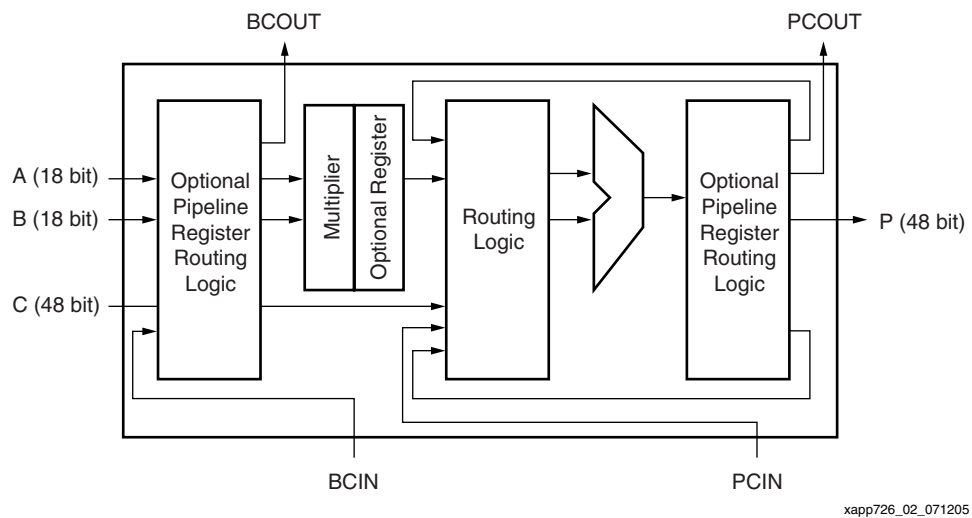 BCOUT
PCOUT
A (18 bit)
B (18 bit)
C (48 bit)
Optional
Pipeline
Register
Routing
Logic
Multiplier
Optional Register
Routing
Logic
Optional
Pipeline
Register
Routing
Logic
P (48 bit)
BCIN
PCIN
xapp726_02_071205